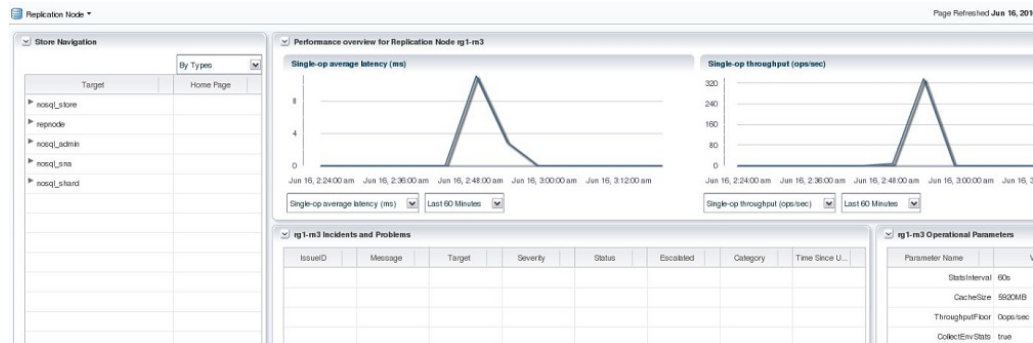 Replication Node
Page Refreshed Jun 16, 201
Store Navigation
By Types
Target Home Page
nosql_store
repnode
nosql_admin
nosql_sna
nosql_shard
Performance overview for Replication Node rg1-rn3
Single-op average latency (ms)
8
4
0
Jun 16, 2:24:00 am Jun 16, 2:36:00 am Jun 16, 2:48:00 am Jun 16, 3:00:00 am Jun 16, 3:12:00 am
Single-op average latency (ms) Last 60 Minutes
Single-op throughput (ops/sec)
320
240
160
80
0
Jun 16, 2:24:00 am Jun 16, 2:36:00 am Jun 16, 2:48:00 am Jun 16, 3:00:00 am Jun 16, 3
Single-op throughput (ops/sec) Last 60 Minutes
rg1-rn3 Incidents and Problems
IssueID Message Target Severity Status Escalated Category Time Since U...
rg1-rn3 Operational Parameters
Parameter Name V
StatsInterval 60s
CacheSize 5920MB
ThroughputFloor 0ops/sec
CollectEnvStats true